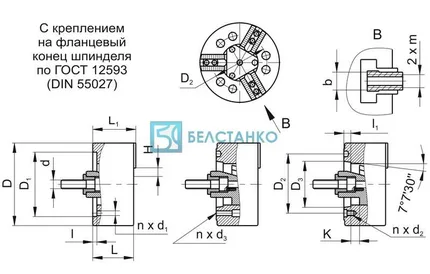 С креплением
на фланцевый
конец шпинделя
по ГОСТ 12593
(DIN 55027)
D₂
В
В
b
2 x m
L₁
H
l₁
БЕЛСТАНКО
D
D₁
d
n x d₁
l
L
n x d₃
D₂
D₃
7°7'30"
K
n x d₂